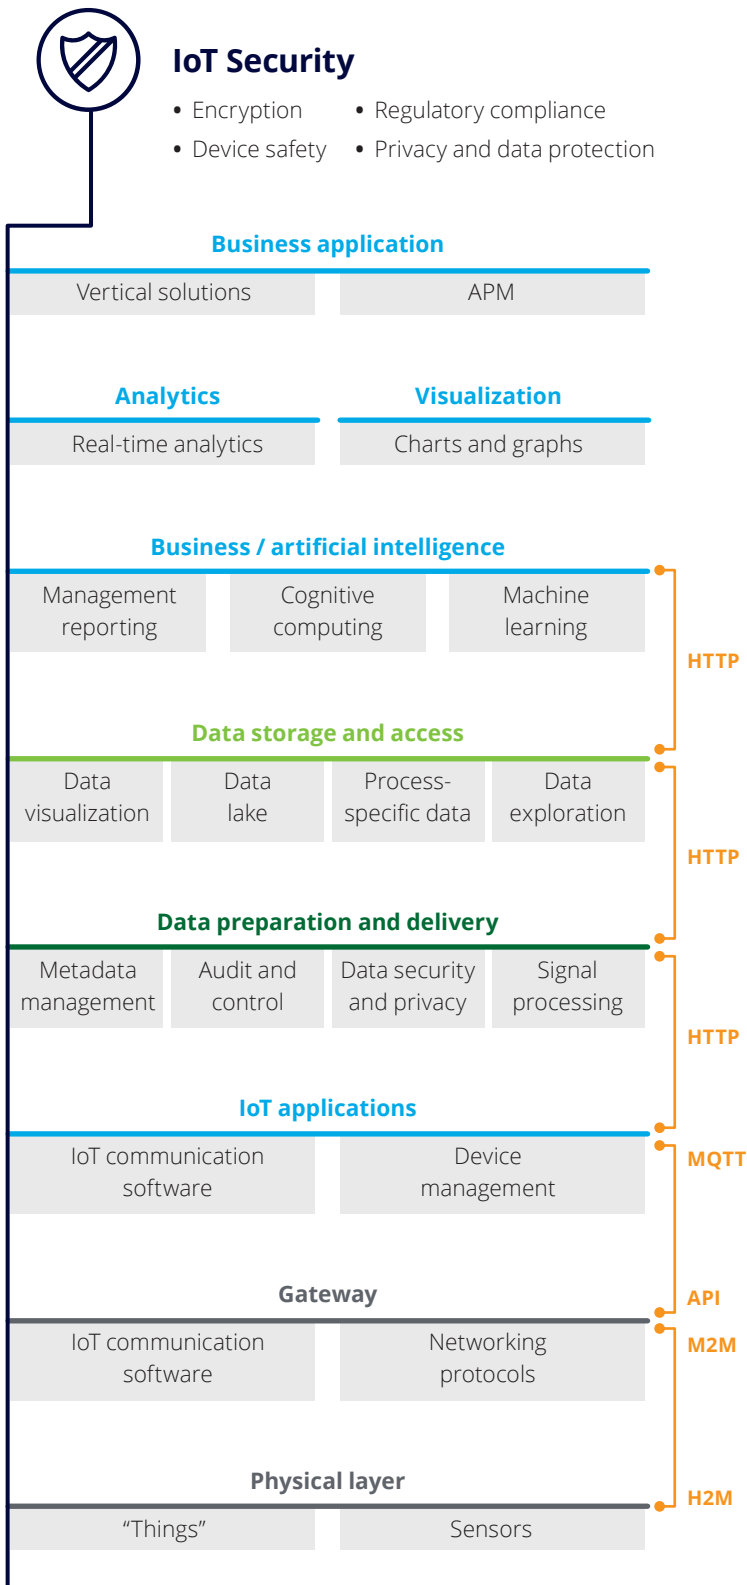 IoT Security
• Encryption • Regulatory compliance
• Device safety • Privacy and data protection
Business application
Vertical solutions APM
Analytics Visualization
Real-time analytics Charts and graphs
Business / artificial intelligence
Management Cognitive Machine
reporting computing learning
HTTP
Data storage and access
Data Data Process- Data
visualization lake specific data exploration
HTTP
Data preparation and delivery
Metadata Audit and Data security Signal
management control and privacy processing
HTTP
IoT applications
IoT communication Device MQTT
software management
Gateway API
IoT communication Networking M2M
software protocols
Physical layer H2M
“Things” Sensors